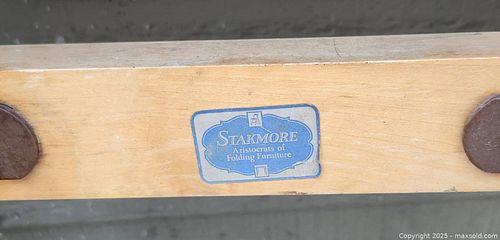 STAKMORE
Aristocrats of
Folding Furniture
Copyright 2025 - maxsold.com